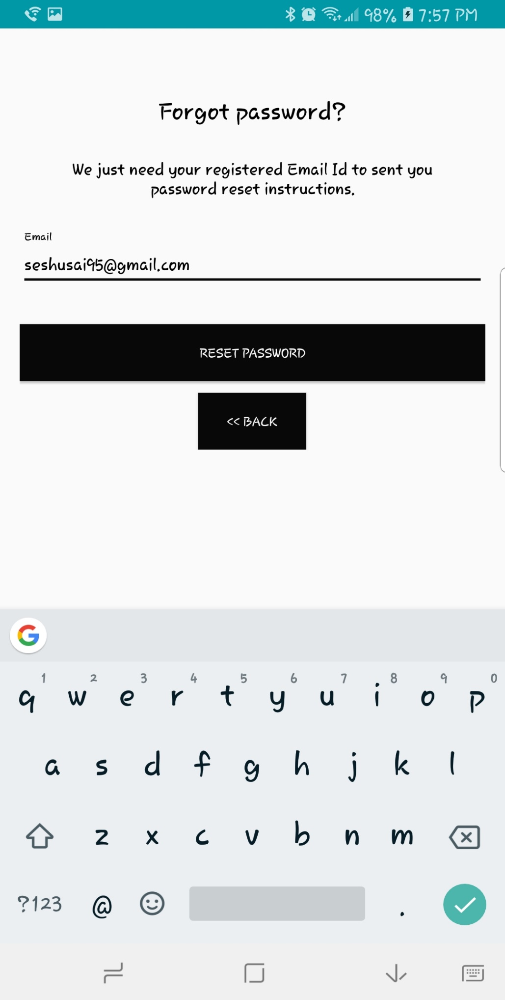 98% 7:57 PM
Forgot password?
We just need your registered Email Id to sent you
password reset instructions.
Email
seshusai95@gmail.com
RESET PASSWORD
<< BACK
G
1 2 3 4 5 6 7 8 9 0
q w e r t y u i o p
a s d f g h j k l
z x c v b n m
?123 @ .